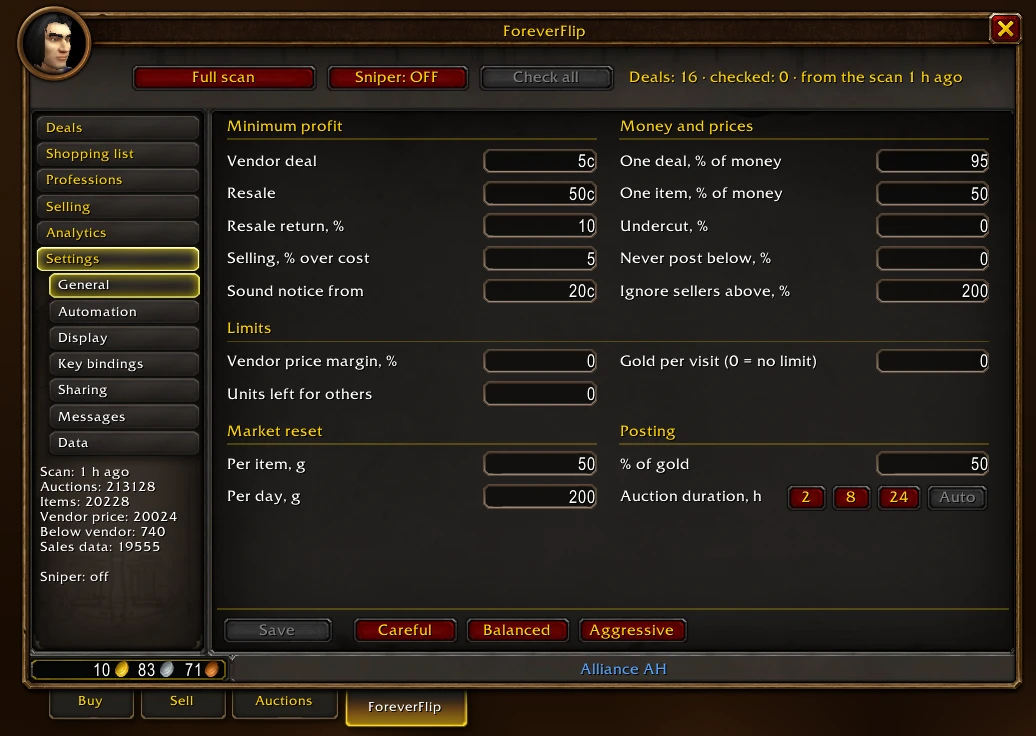 ForeverFlip
Full scan
Sniper: OFF
Check all
Deals: 16 · checked: 0 · from the scan 1 h ago
Deals
Shopping list
Professions
Selling
Analytics
Settings
General
Automation
Display
Key bindings
Sharing
Messages
Data
Scan: 1 h ago
Auctions: 213128
Items: 20228
Vendor price: 20024
Below vendor: 740
Sales data: 19555
Sniper: off
Minimum profit
Vendor deal 5c
Resale 50c
Resale return, % 10
Selling, % over cost 5
Sound notice from 20c
Money and prices
One deal, % of money 95
One item, % of money 50
Undercut, % 0
Never post below, % 0
Ignore sellers above, % 200
Limits
Vendor price margin, % 0
Gold per visit (0 = no limit) 0
Units left for others 0
Market reset
Per item, g 50
Per day, g 200
Posting
% of gold 50
Auction duration, h 2 8 24 Auto
Save
Careful
Balanced
Aggressive
10 83 71
Alliance AH
Buy
Sell
Auctions
ForeverFlip